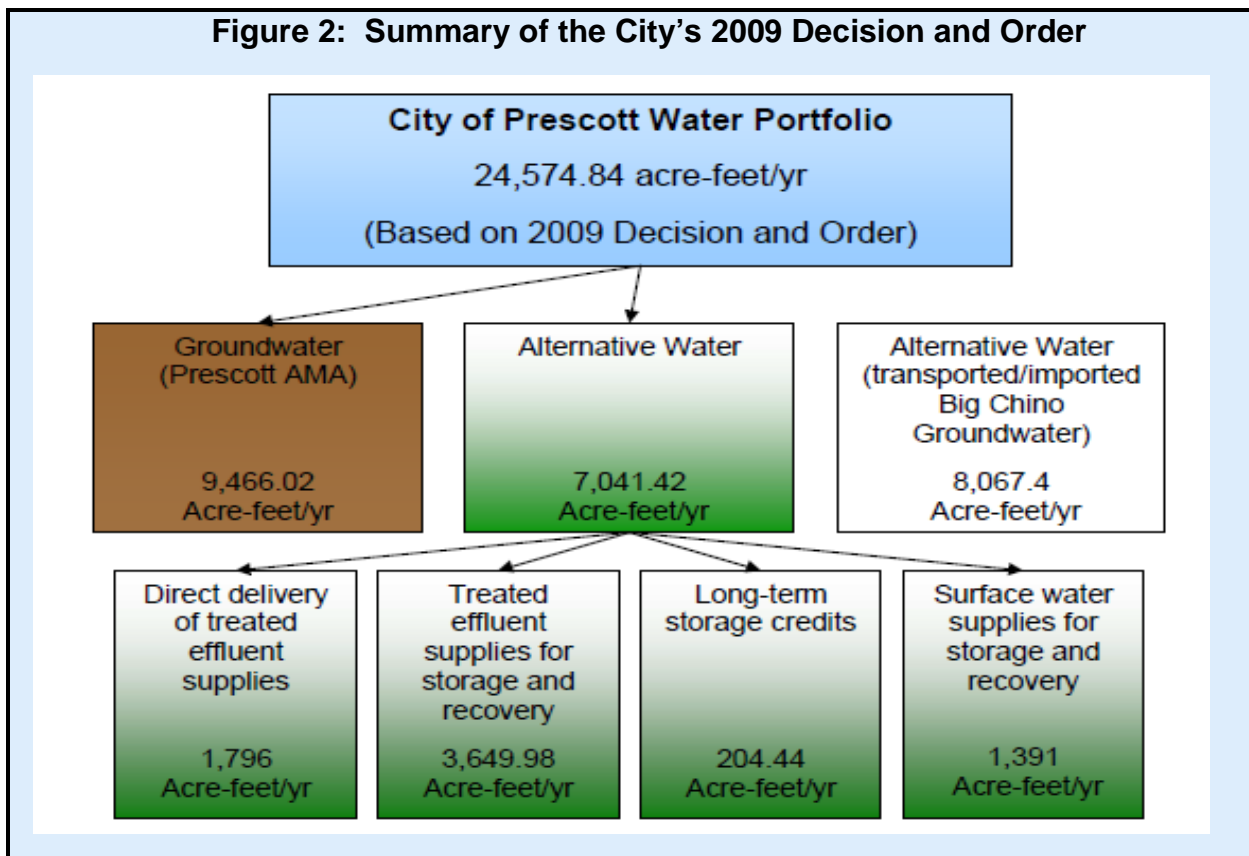 Figure 2:  Summary of the City's 2009 Decision and Order
City of Prescott Water Portfolio
24,574.84 acre-feet/yr
(Based on 2009 Decision and Order)
Groundwater
(Prescott AMA)
9,466.02
Acre-feet/yr
Alternative Water
7,041.42
Acre-feet/yr
Alternative Water
(transported/imported
Big Chino
Groundwater)
8,067.4
Acre-feet/yr
Direct delivery
of treated
effluent
supplies
1,796
Acre-feet/yr
Treated
effluent
supplies for
storage and
recovery
3,649.98
Acre-feet/yr
Long-term
storage credits
204.44
Acre-feet/yr
Surface water
supplies for
storage and
recovery
1,391
Acre-feet/yr